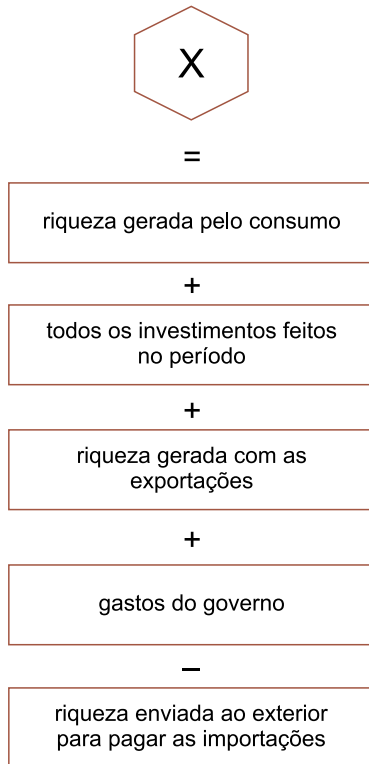 X
=
riqueza gerada pelo consumo
+
todos os investimentos feitos
no período
+
riqueza gerada com as
exportações
+
gastos do governo
–
riqueza enviada ao exterior
para pagar as importações